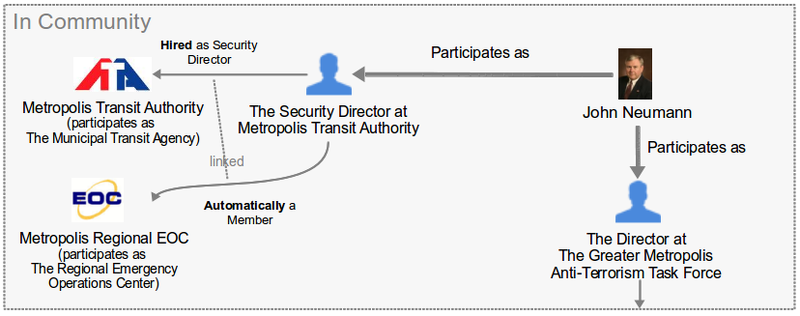 In Community
Hired as Security
Director
Participates as
ATA
Metropolis Transit Authority
(participates as
The Municipal Transit Agency)
The Security Director at
Metropolis Transit Authority
John Neumann
linked
Participates as
EOC
Automatically a
Member
Metropolis Regional EOC
(participates as
The Regional Emergency
Operations Center)
The Director at
The Greater Metropolis
Anti-Terrorism Task Force